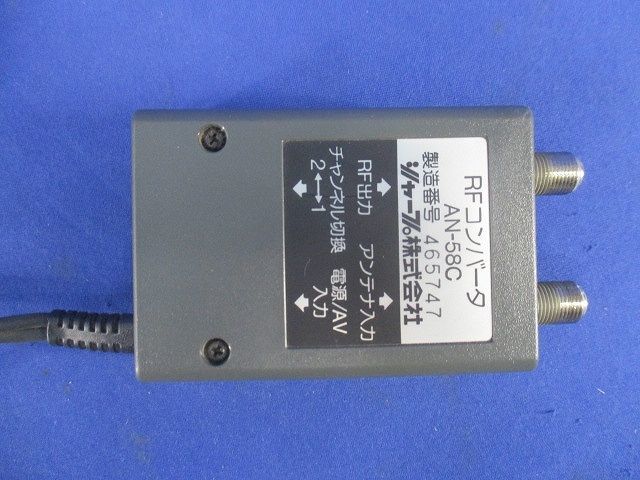 RFコンバータ
AN-58C
製造番号 465747
シャープ株式会社
RF出力 アンテナ入力
チャンネル切換 電源/AV
2↔1 入力